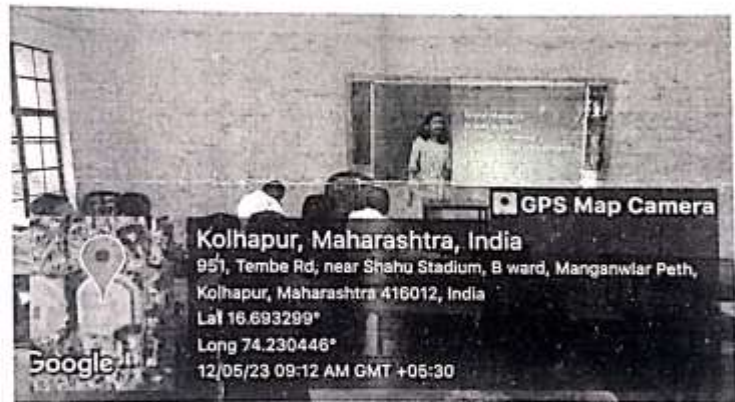 GPS Map Camera
Kolhapur, Maharashtra, India
951, Tembe Rd, near Shahu Stadium, B ward, Manganwlar Peth,
Kolhapur, Maharashtra 416012, India
Lat 16.693299°
Long 74.230446°
12/05/23 09:12 AM GMT +05:30
Google